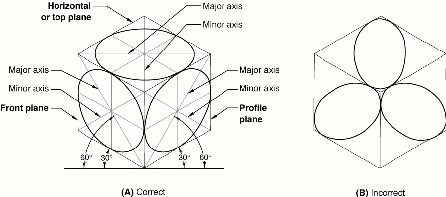 Horizontal
or top plane
Major axis
Minor axis
Major axis
Minor axis
Front plane
Major axis
Minor axis
Profile
plane
60° 30° 30° 60°
(A) Correct
(B) Incorrect